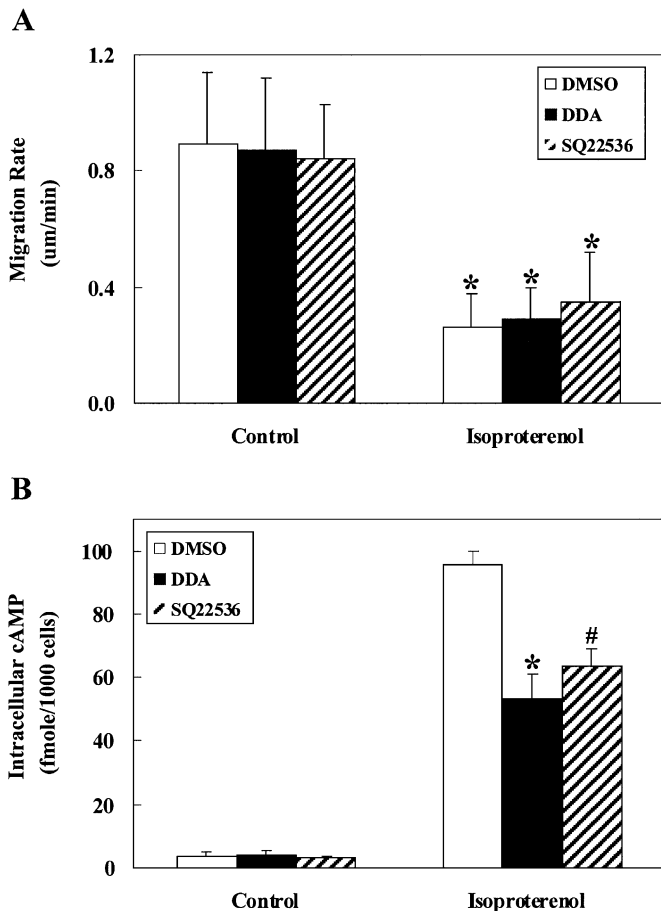 A
1.2
DMSO
DDA
SQ22536
0.8
Migration Rate
(um/min)
*
*
*
0.4
0.0
Control
Isoproterenol
B
DMSO
DDA
SQ22536
100
80
60
40
20
0
Intracellular cAMP
(fmole/1000 cells)
*
#
Control
Isoproterenol